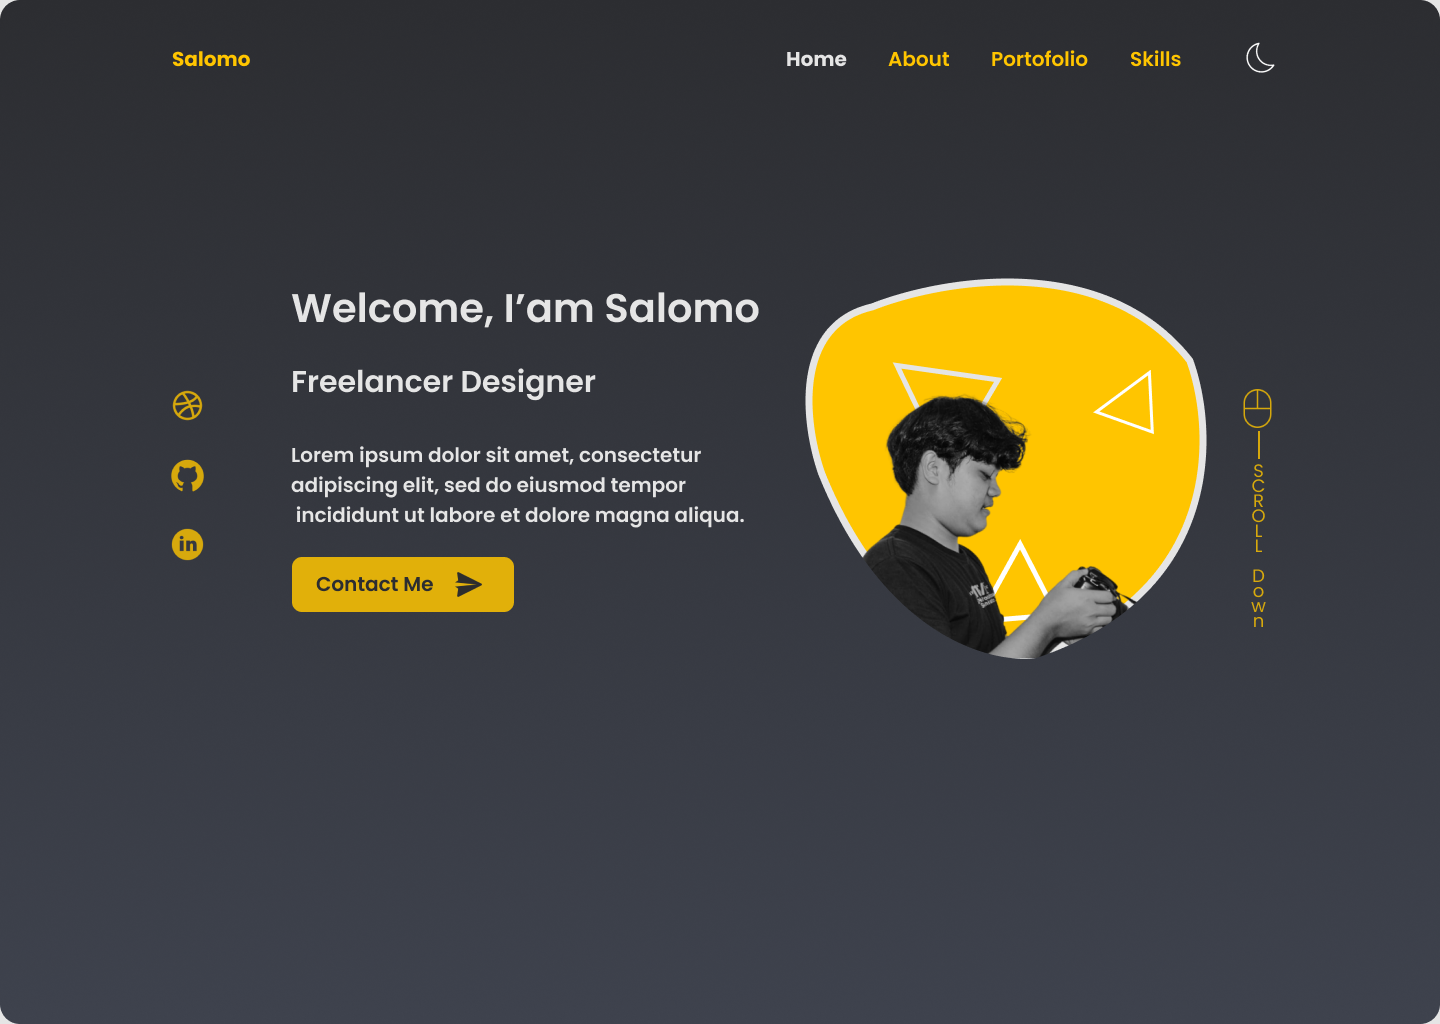 Salomo
Home
About
Portofolio
Skills
Welcome, I’am Salomo
Freelancer Designer
Lorem ipsum dolor sit amet, consectetur
adipiscing elit, sed do eiusmod tempor
incididunt ut labore et dolore magna aliqua.
Contact Me
in
SCROLL Down